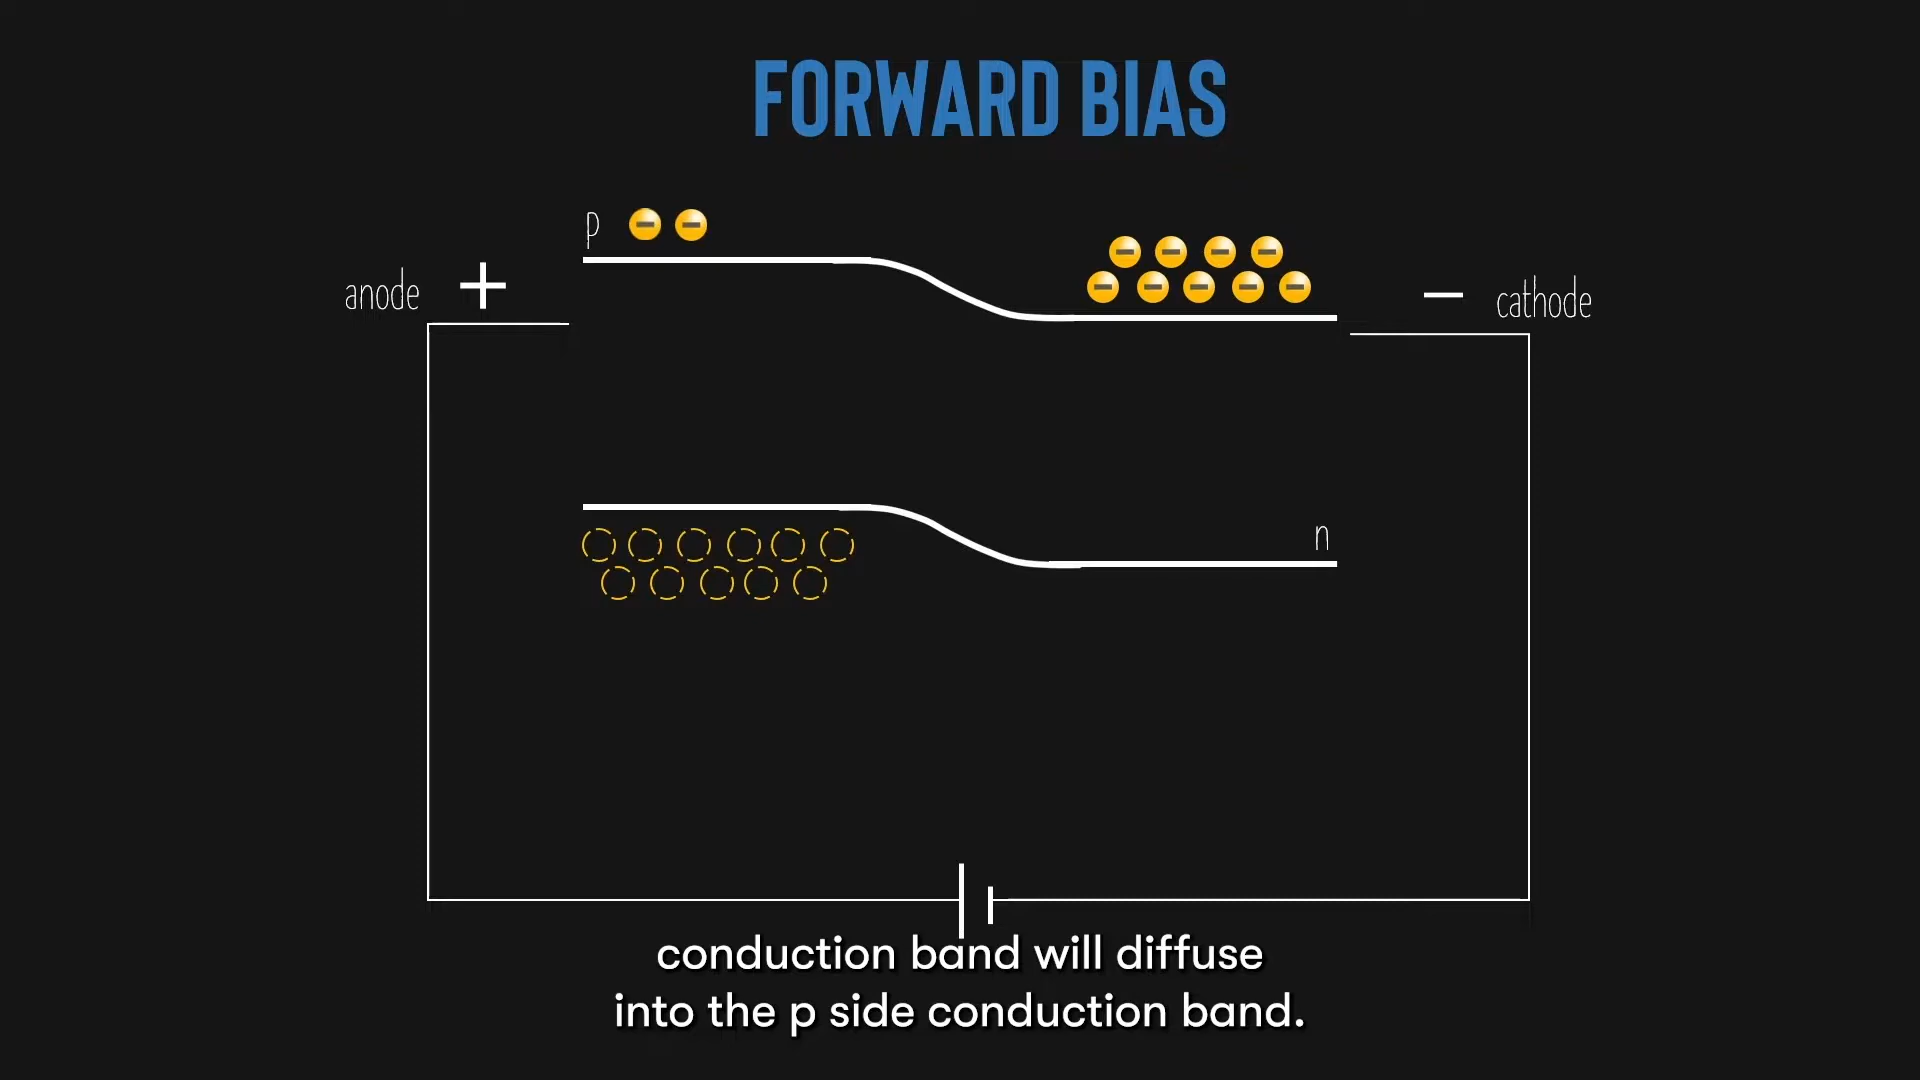 FORWARD BIAS
p
anode +
− cathode
n
conduction band will diffuse
into the p side conduction band.